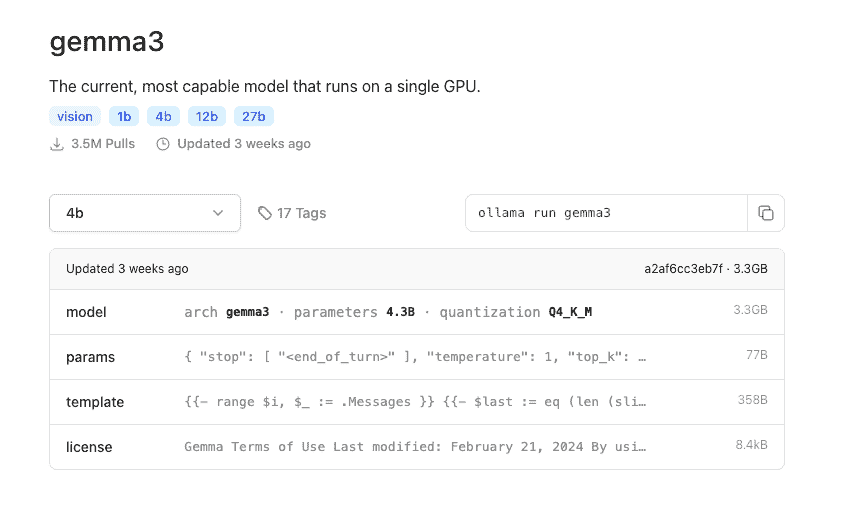 gemma3
The current, most capable model that runs on a single GPU.
vision 1b 4b 12b 27b
3.5M Pulls Updated 3 weeks ago
4b 17 Tags ollama run gemma3
Updated 3 weeks ago a2af6cc3eb7f · 3.3GB
model arch gemma3 · parameters 4.3B · quantization Q4_K_M 3.3GB
params { "stop": [ "<end_of_turn>" ], "temperature": 1, "top_k": … 77B
template {{- range $i, $_ := .Messages }} {{- $last := eq (len (sli… 358B
license Gemma Terms of Use Last modified: February 21, 2024 By usi… 8.4kB